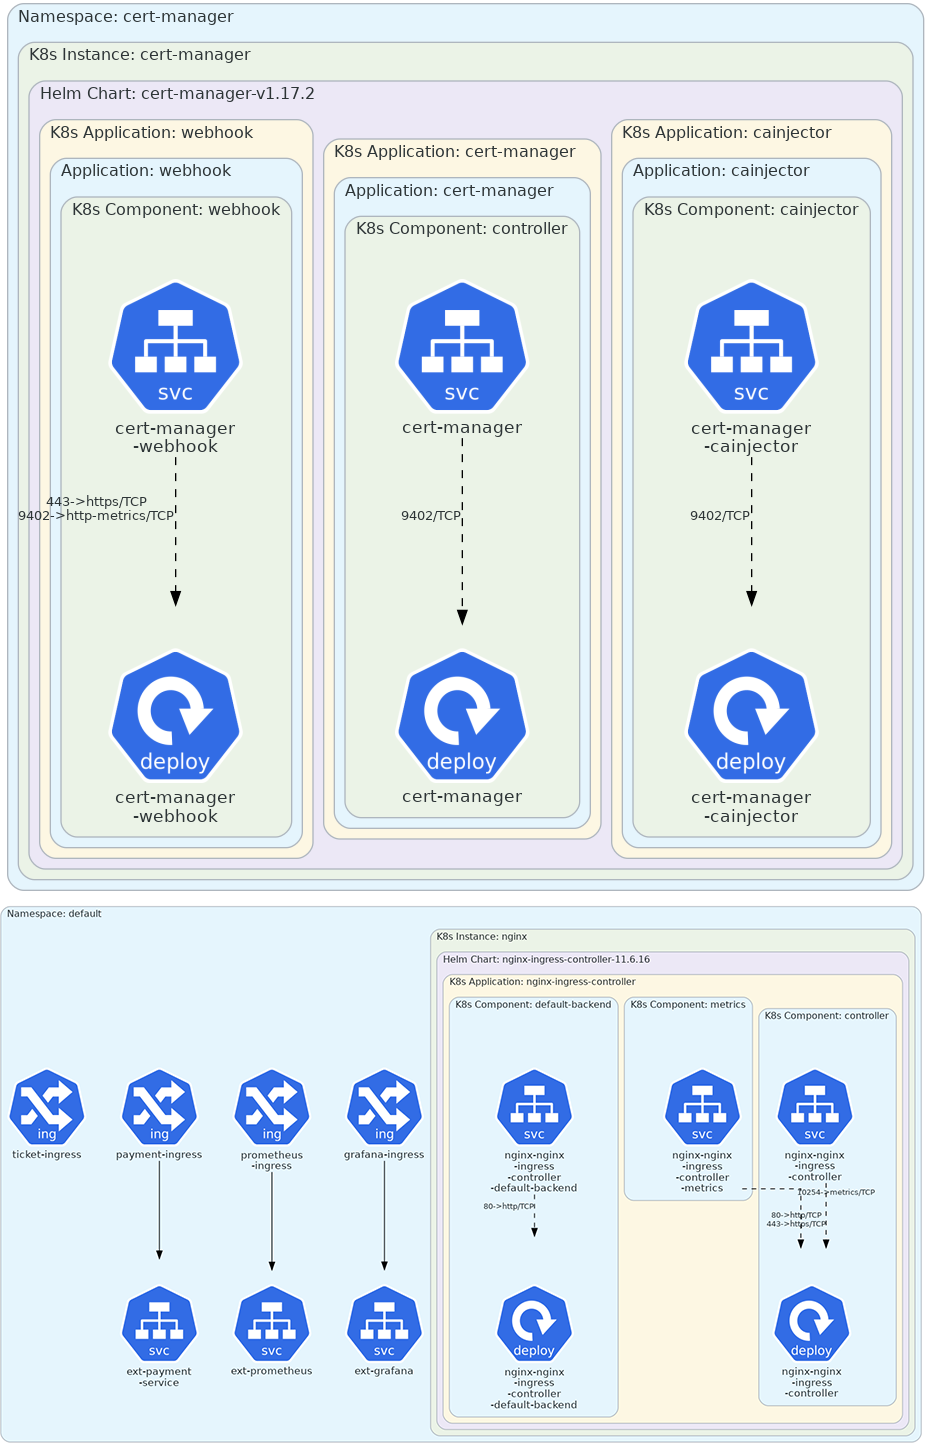 Namespace: cert-manager
K8s Instance: cert-manager
Helm Chart: cert-manager-v1.17.2
K8s Application: webhook
Application: webhook
K8s Component: webhook
svc
cert-manager
-webhook
443->https/TCP
9402->http-metrics/TCP
deploy
cert-manager
-webhook
K8s Application: cert-manager
Application: cert-manager
K8s Component: controller
svc
cert-manager
9402/TCP
deploy
cert-manager
K8s Application: cainjector
Application: cainjector
K8s Component: cainjector
svc
cert-manager
-cainjector
9402/TCP
deploy
cert-manager
-cainjector
Namespace: default
ing
ticket-ingress
ing
payment-ingress
svc
ext-payment
-service
ing
prometheus
-ingress
svc
ext-prometheus
ing
grafana-ingress
svc
ext-grafana
K8s Instance: nginx
Helm Chart: nginx-ingress-controller-11.6.16
K8s Application: nginx-ingress-controller
K8s Component: default-backend
svc
nginx-nginx
-ingress
-controller
-default-backend
80->http/TCP
deploy
nginx-nginx
-ingress
-controller
-default-backend
K8s Component: metrics
svc
nginx-nginx
-ingress
-controller
-metrics
K8s Component: controller
svc
nginx-nginx
-ingress
-controller
10254->metrics/TCP
80->http/TCP
443->https/TCP
deploy
nginx-nginx
-ingress
-controller